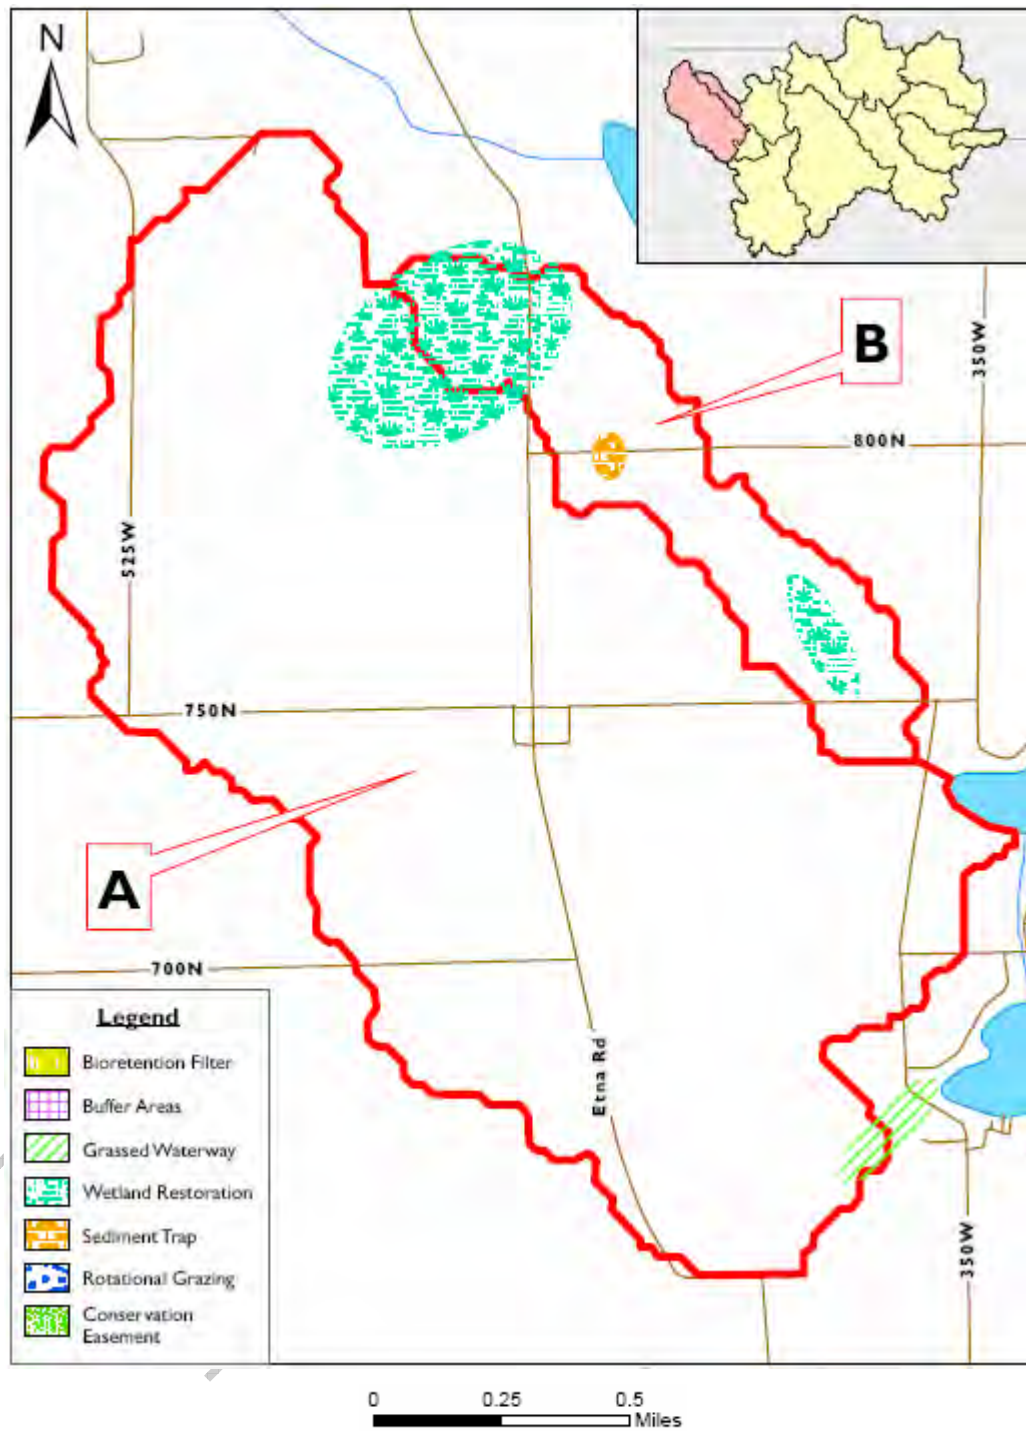 N
B
350W
800N
525W
750N
A
700N
Etna Rd
350W
Legend
Bioretention Filter
Buffer Areas
Grassed Waterway
Wetland Restoration
Sediment Trap
Rotational Grazing
Conservation
Easement
0 0.25 0.5
Miles